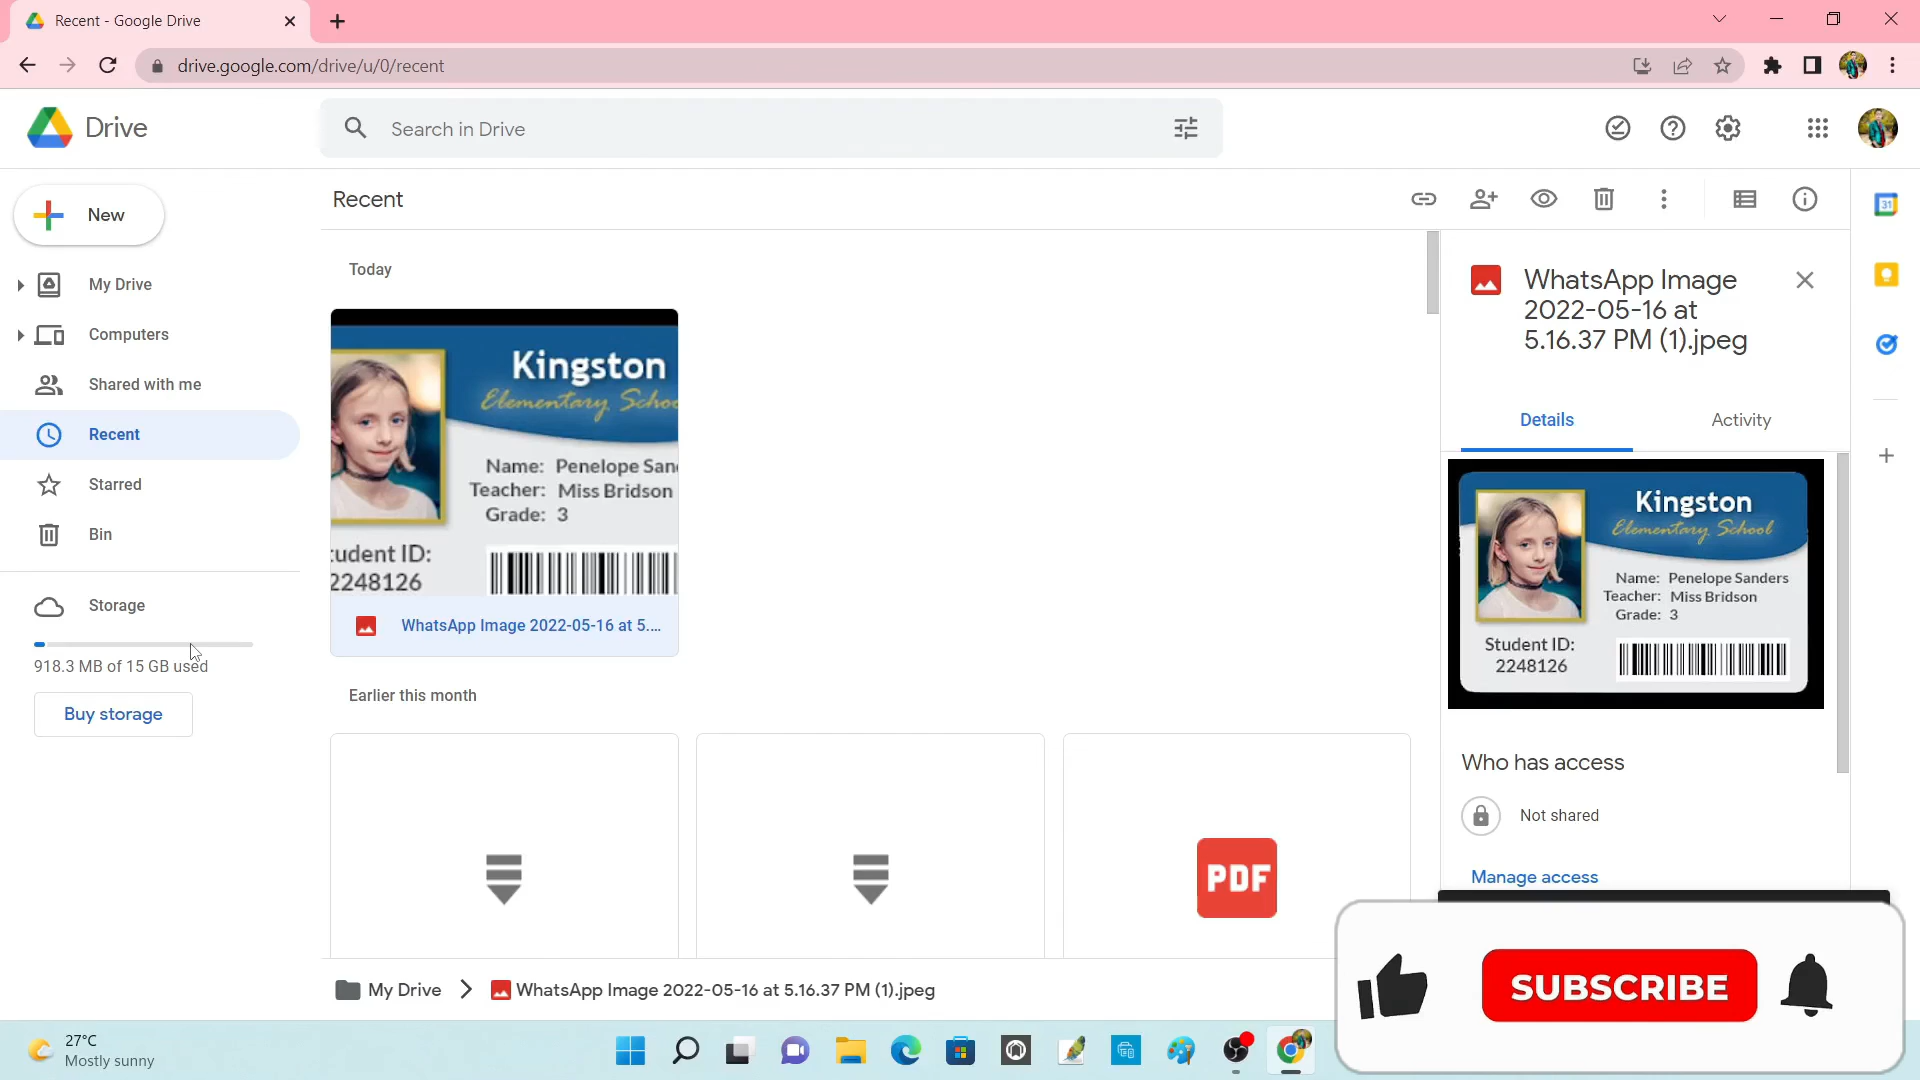 Recent - Google Drive
drive.google.com/drive/u/0/recent
Drive
Search in Drive
New
My Drive
Computers
Shared with me
Recent
Starred
Bin
Storage
918.3 MB of 15 GB used
Buy storage
Recent
Today
Kingston
Elementary Schoo
Name: Penelope San
Teacher: Miss Bridson
Grade: 3
tudent ID:
2248126
WhatsApp Image 2022-05-16 at 5....
Earlier this month
PDF
My Drive
WhatsApp Image 2022-05-16 at 5.16.37 PM (1).jpeg
WhatsApp Image
2022-05-16 at
5.16.37 PM (1).jpeg
Details
Activity
Kingston
Elementary School
Name: Penelope Sanders
Teacher: Miss Bridson
Grade: 3
Student ID:
2248126
Who has access
Not shared
Manage access
31
SUBSCRIBE
27°C
Mostly sunny